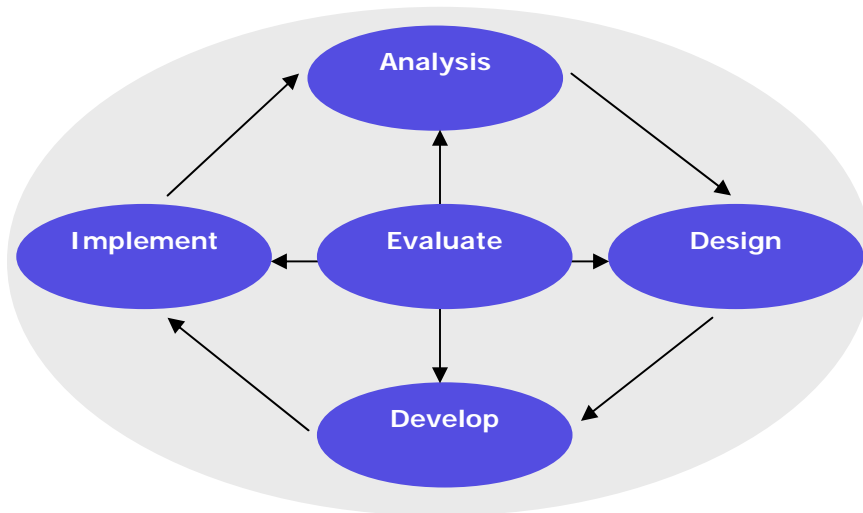 Analysis
Implement
Evaluate
Design
Develop